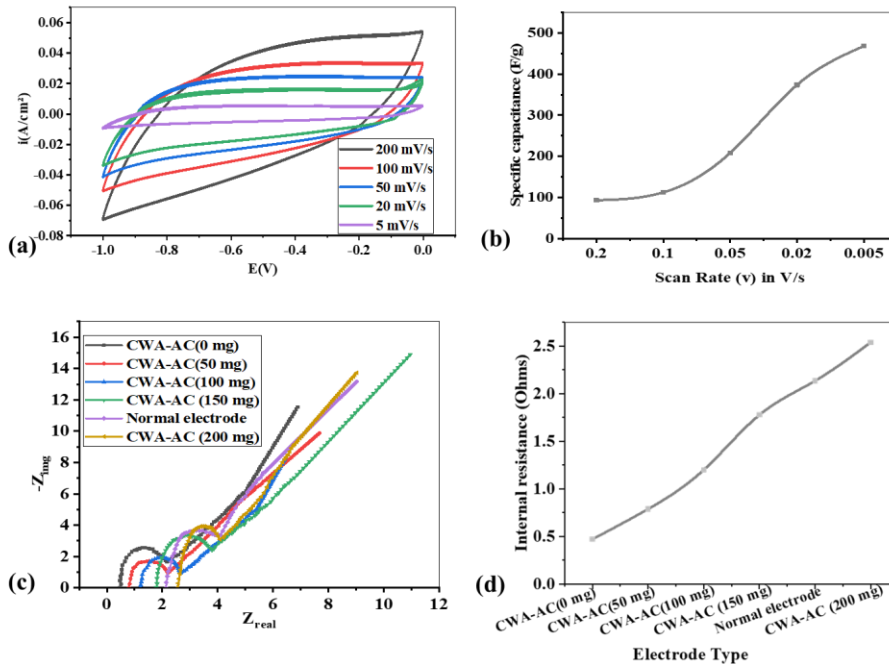 0.06
0.04
0.02
0.00
-0.02
-0.04
-0.06
-0.08
i(A/cm²)
200 mV/s
100 mV/s
50 mV/s
20 mV/s
5 mV/s
-1.0 -0.8 -0.6 -0.4 -0.2 0.0
E(V)
(a)
500
400
300
200
100
0
Specific capacitance (F/g)
0.2 0.1 0.05 0.02 0.005
Scan Rate (v) in V/s
(b)
16
14
12
10
8
6
4
2
0
-Zimg
CWA-AC(0 mg)
CWA-AC(50 mg)
CWA-AC(100 mg)
CWA-AC (150 mg)
Normal electrode
CWA-AC (200 mg)
0 2 4 6 8 10 12
Zreal
(c)
2.5
2.0
1.5
1.0
0.5
0.0
Internal resistance (Ohms)
CWA-AC(0 mg)
CWA-AC(50 mg)
CWA-AC(100 mg)
CWA-AC (150 mg)
Normal electrode
CWA-AC (200 mg)
Electrode Type
(d)